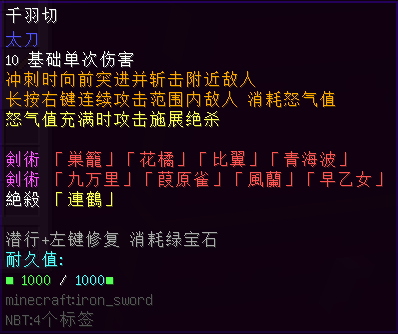 千羽切
太刀
10 基础单次伤害
冲刺时向前突进并斩击附近敌人
长按右键连续攻击范围内敌人 消耗怒气值
怒气值充满时攻击施展绝杀
剣術 「巣籠」「花橘」「比翼」「青海波」
剣術 「九万里」「葭原雀」「風蘭」「早乙女」
絶殺 「連鶴」
潜行+左键修复 消耗绿宝石
耐久值:
■ 1000 / 1000■
minecraft:iron_sword
NBT:4个标签